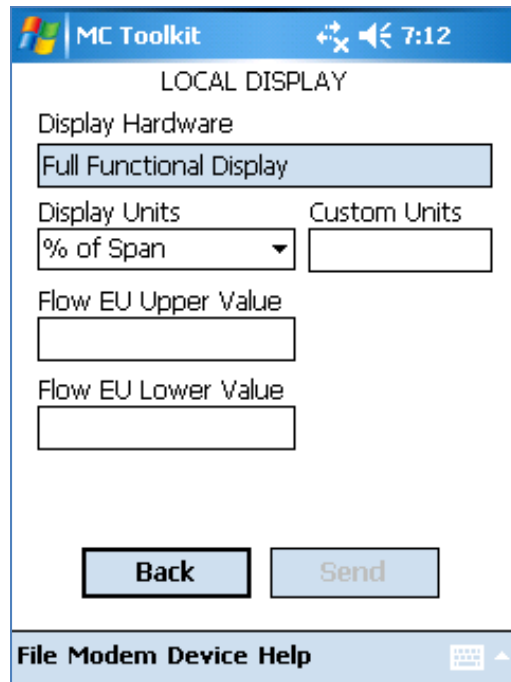 MC Toolkit 7:12
LOCAL DISPLAY
Display Hardware
Full Functional Display
Display Units Custom Units
% of Span
Flow EU Upper Value
Flow EU Lower Value
Back Send
File Modem Device Help